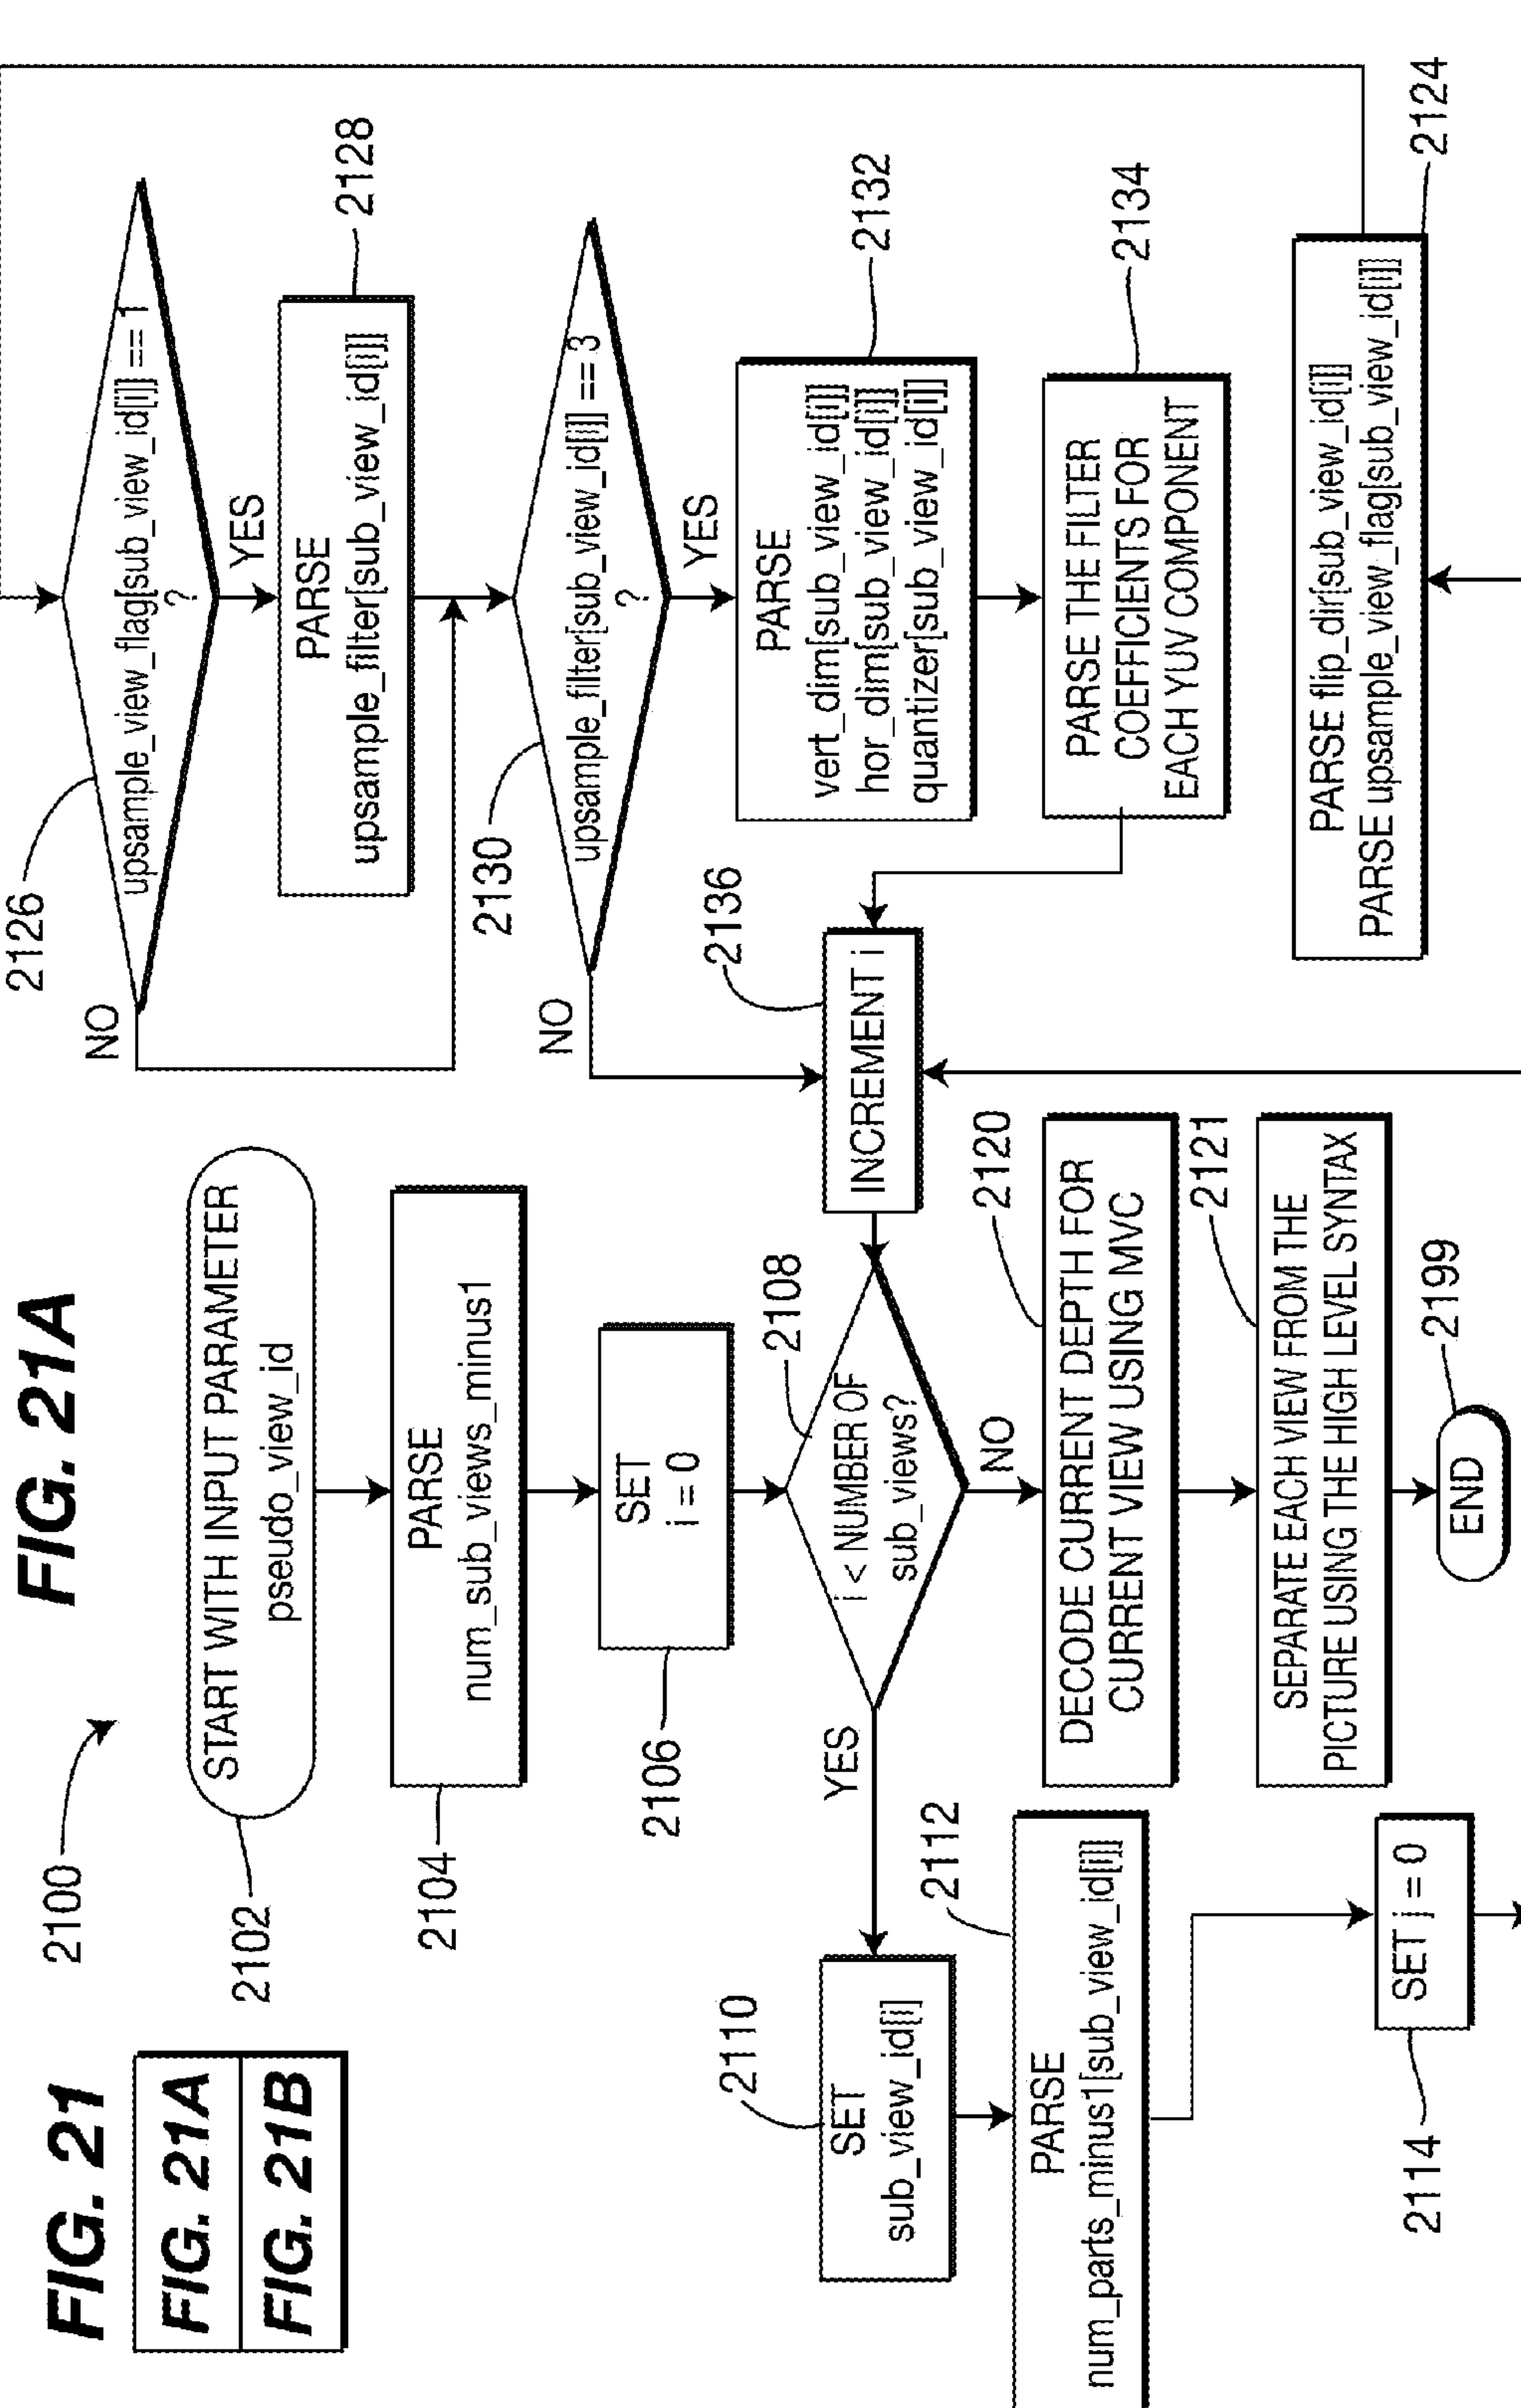 FIG. 21
FIG. 21A
FIG. 21B
FIG. 21A
2100
START WITH INPUT PARAMETER
pseudo_view_id
2102
PARSE
num_sub_views_minus1
2104
SET
i = 0
2106
i < NUMBER OF
sub_views?
2108
YES
NO
SET
sub_view_id[i]
2110
PARSE
num_parts_minus1[sub_view_id[i]]
2112
SET j = 0
2114
DECODE CURRENT DEPTH FOR
CURRENT VIEW USING MVC
2120
SEPARATE EACH VIEW FROM THE
PICTURE USING THE HIGH LEVEL SYNTAX
2121
END
2199
2126
upsample_view_flag[sub_view_id[i]] == 1
?
NO
YES
PARSE
upsample_filter[sub_view_id[i]]
2128
2130
upsample_filter[sub_view_id[i]] == 3
?
NO
YES
PARSE
vert_dim[sub_view_id[i]]
hor_dim[sub_view_id[i]]
quantizer[sub_view_id[i]]
2132
PARSE THE FILTER
COEFFICIENTS FOR
EACH YUV COMPONENT
2134
INCREMENT i
2136
PARSE flip_dir[sub_view_id[i]]
PARSE upsample_view_flag[sub_view_id[i]]
2124